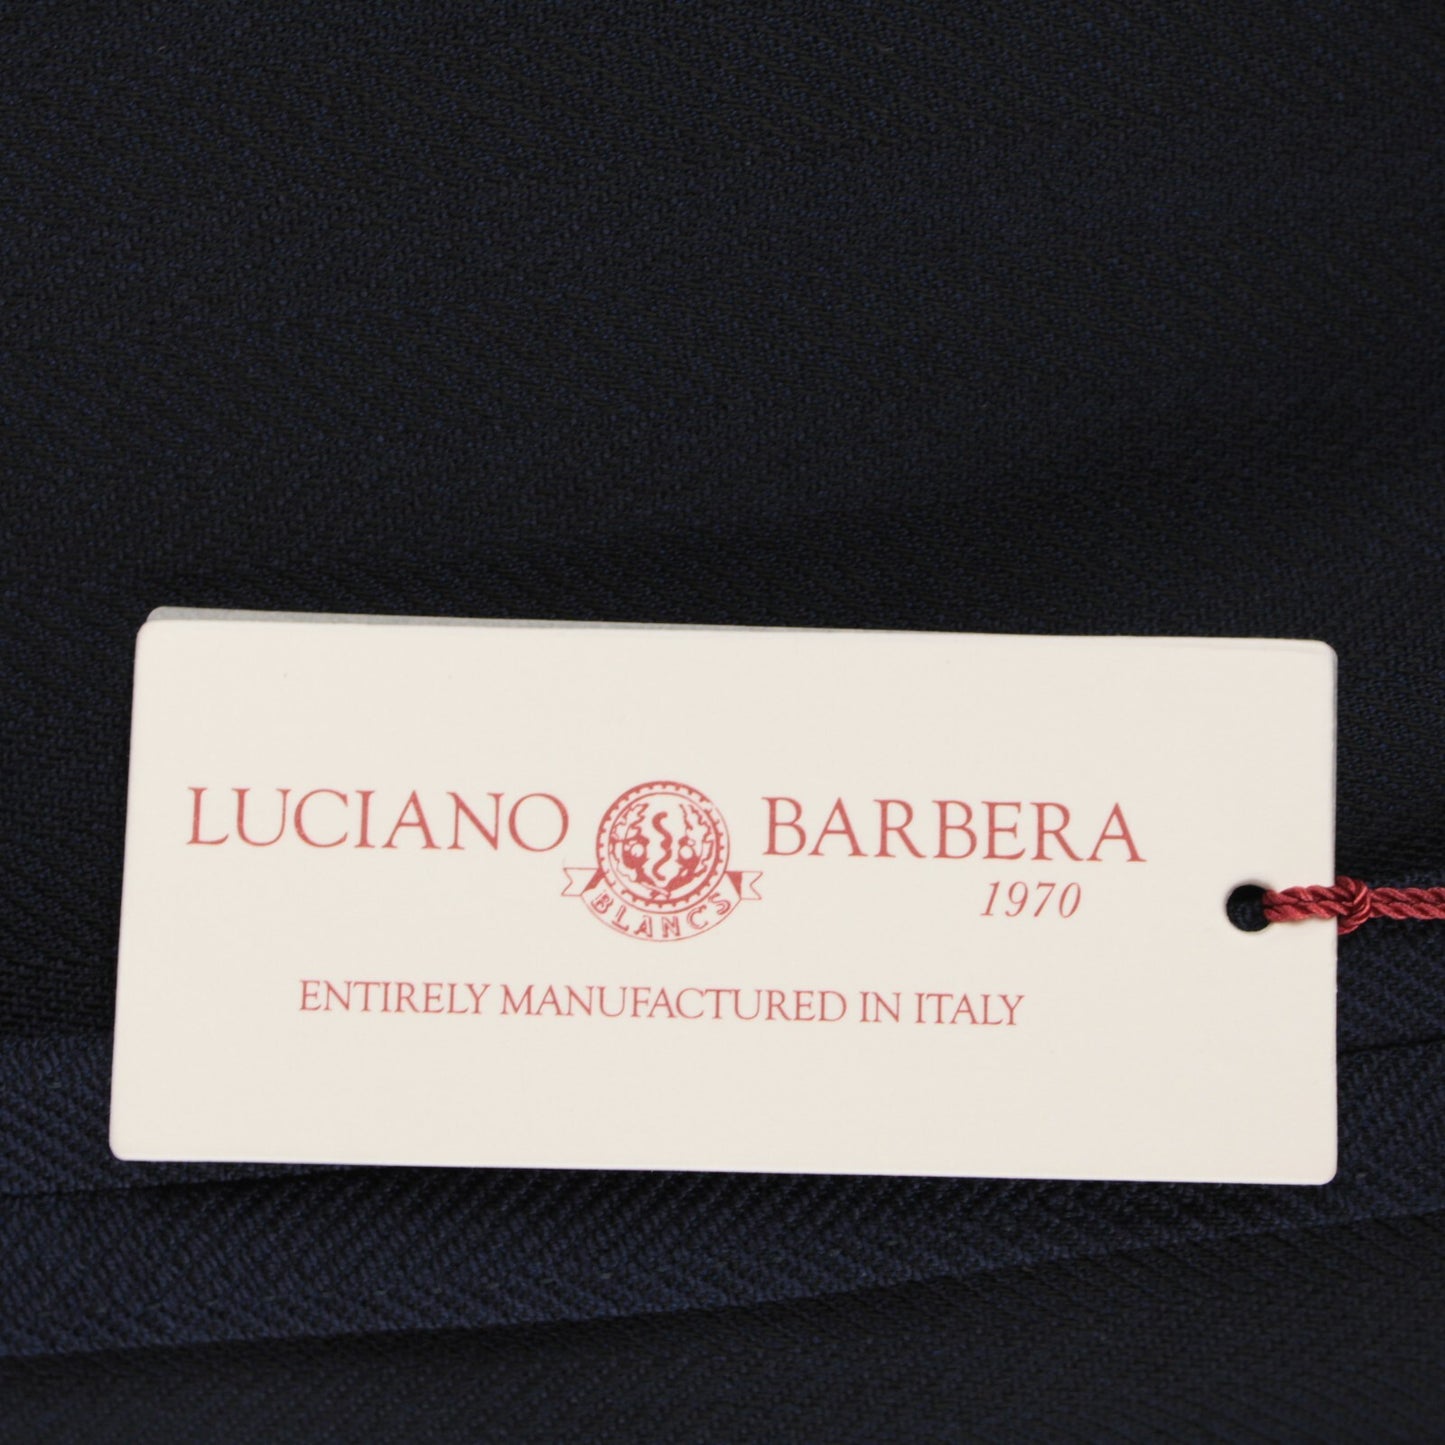 LUCIANO BARBERA
1970
BLANCS
ENTIRELY MANUFACTURED IN ITALY